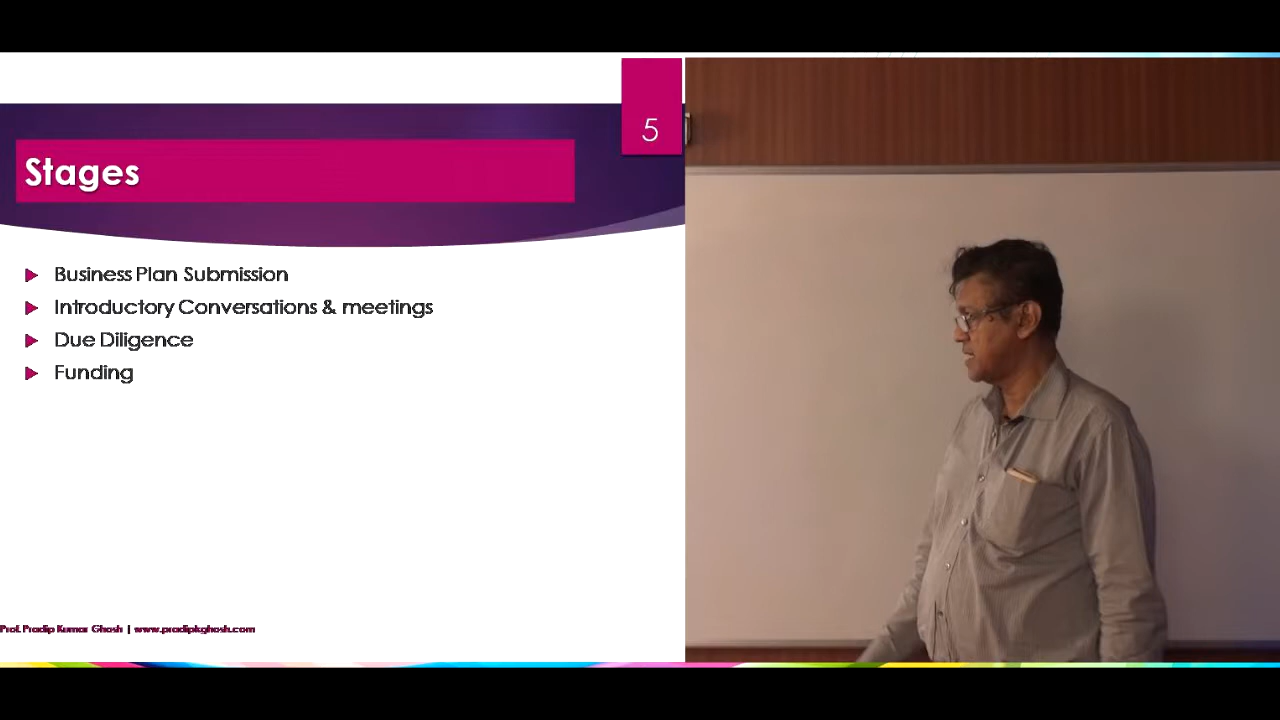 5
Stages
Business Plan Submission
Introductory Conversations & meetings
Due Diligence
Funding
Prof. Pradip Kumar Ghosh | www.pradipkghosh.com